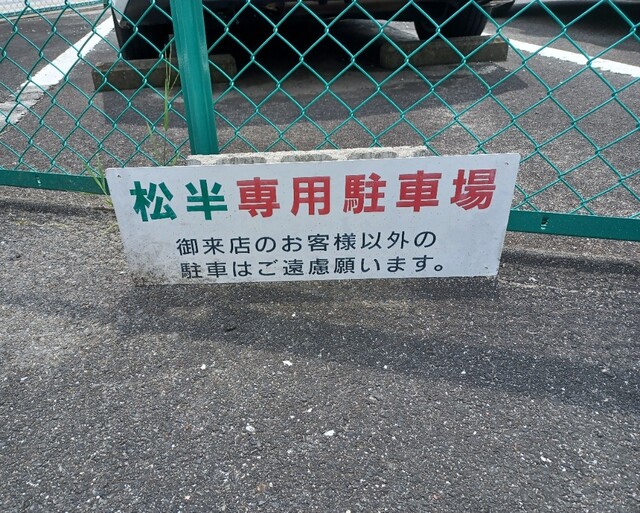 松半専用駐車場
御来店のお客様以外の
駐車はご遠慮願います。